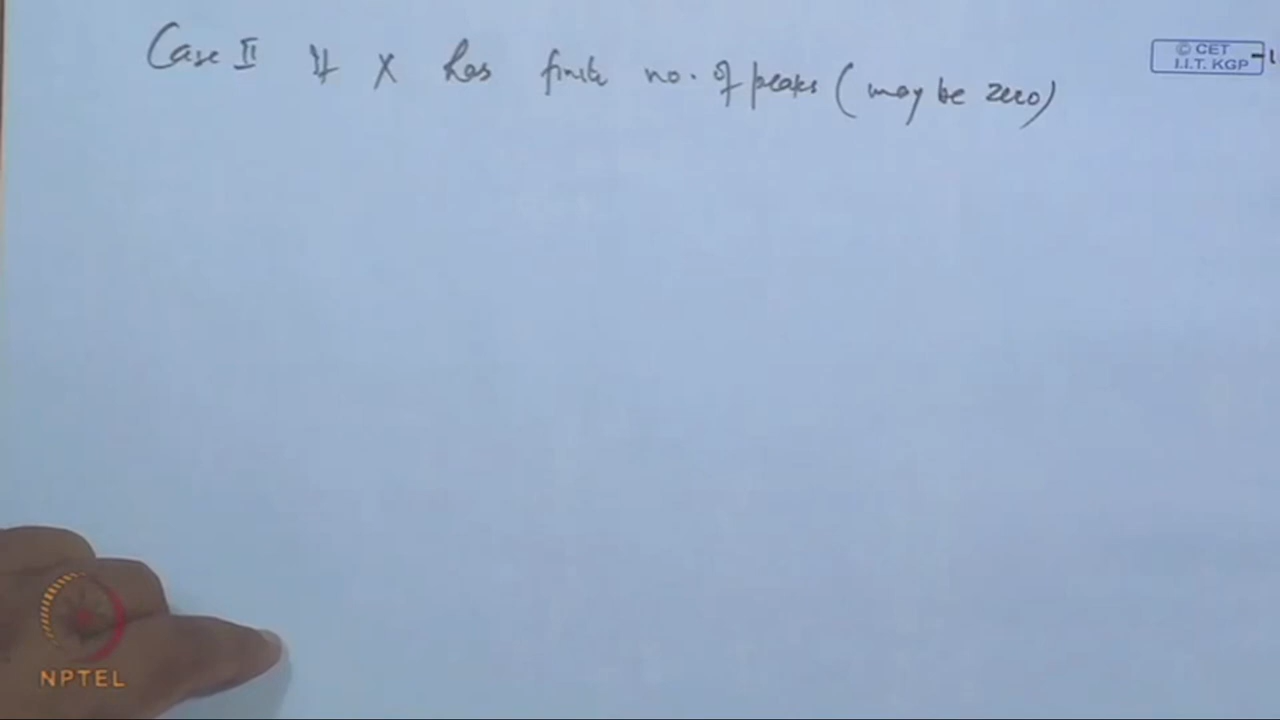 Case II If X has finite no. of peaks (may be zero)
© CET
I.I.T. KGP
NPTEL